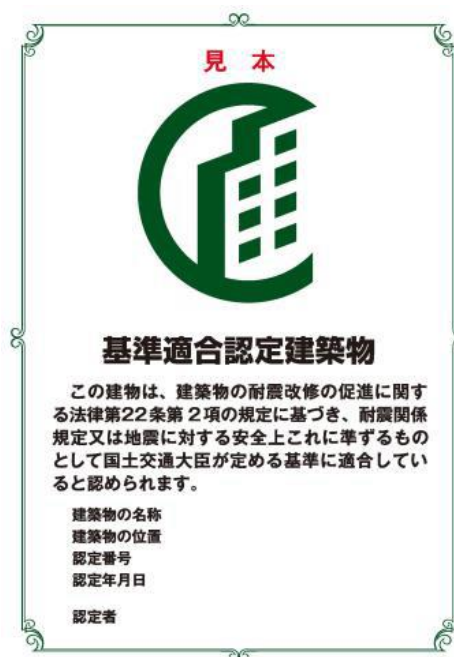 見 本
基準適合認定建築物
この建物は、建築物の耐震改修の促進に関す
る法律第22条第2項の規定に基づき、耐震関係
規定又は地震に対する安全上これに準ずるもの
として国土交通大臣が定める基準に適合してい
ると認められます。
建築物の名称
建築物の位置
認定番号
認定年月日
認定者